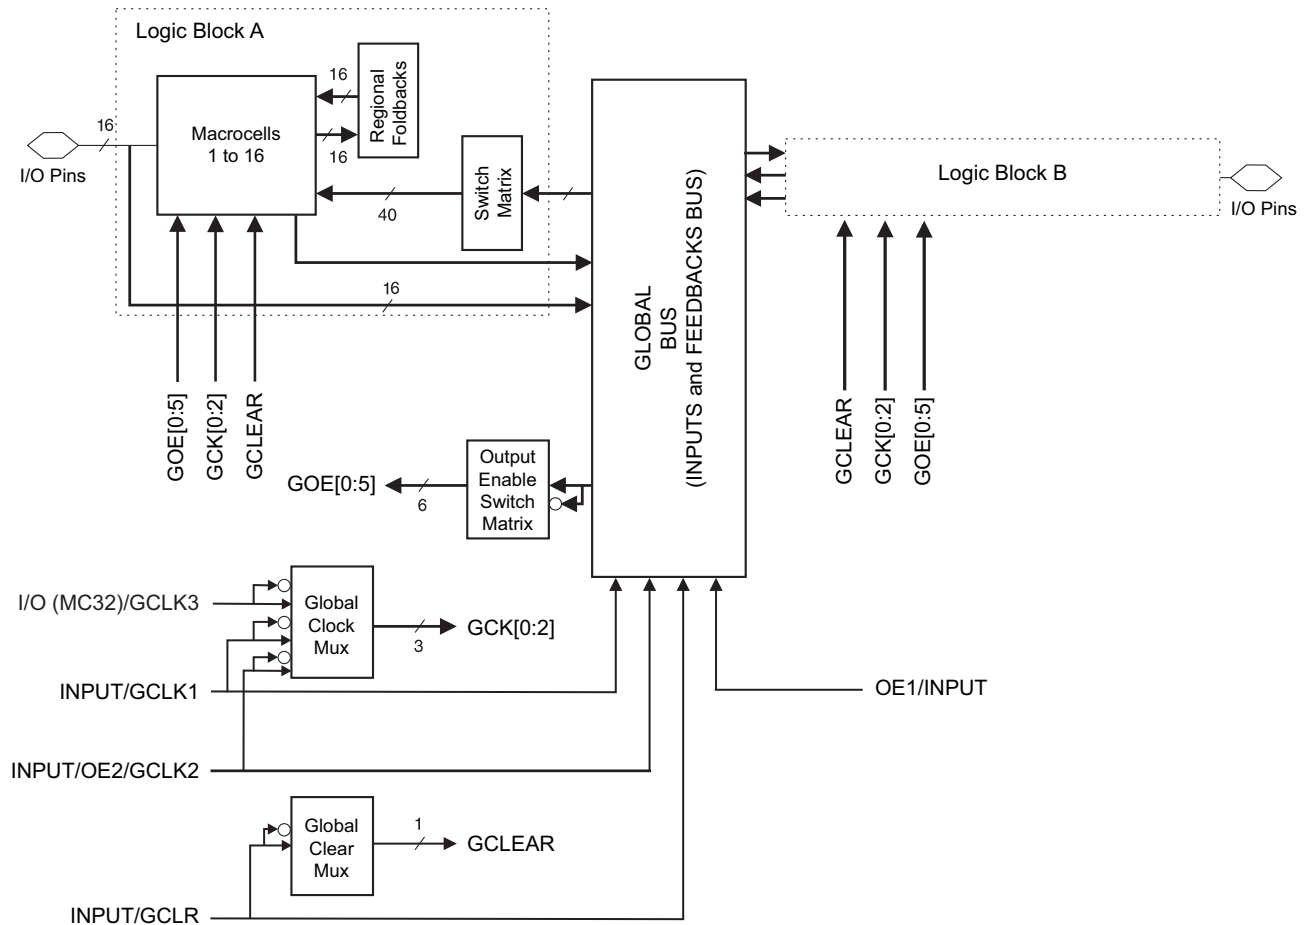 Logic Block A
16
Regional
Foldbacks
16
Macrocells
1 to 16
16
I/O Pins
40
Switch
Matrix
16
GOE[0:5]
GCK[0:2]
GCLEAR
GLOBAL
BUS
(INPUTS and FEEDBACKS BUS)
Logic Block B
I/O Pins
GCLEAR
GCK[0:2]
GOE[0:5]
GOE[0:5]
6
Output
Enable
Switch
Matrix
I/O (MC32)/GCLK3
Global
Clock
Mux
3
GCK[0:2]
INPUT/GCLK1
OE1/INPUT
INPUT/OE2/GCLK2
Global
Clear
Mux
1
GCLEAR
INPUT/GCLR